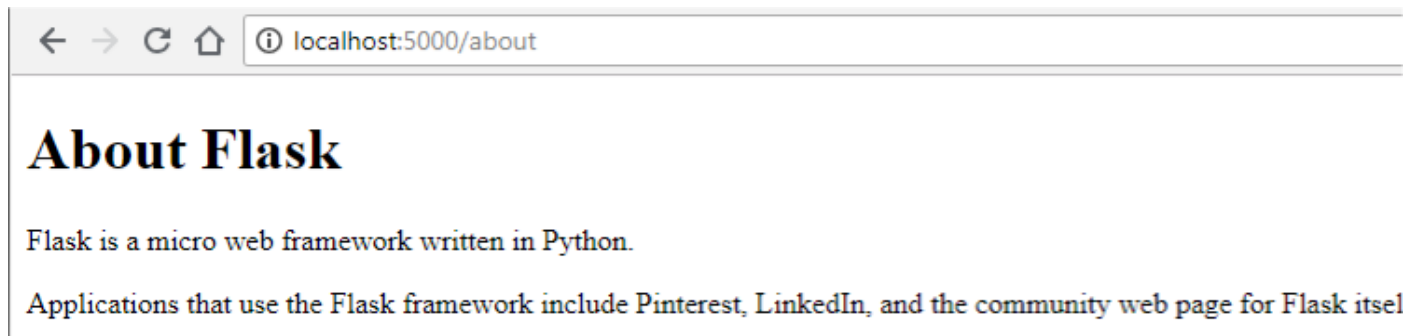 localhost:5000/about
About Flask
Flask is a micro web framework written in Python.
Applications that use the Flask framework include Pinterest, LinkedIn, and the community web page for Flask itsel